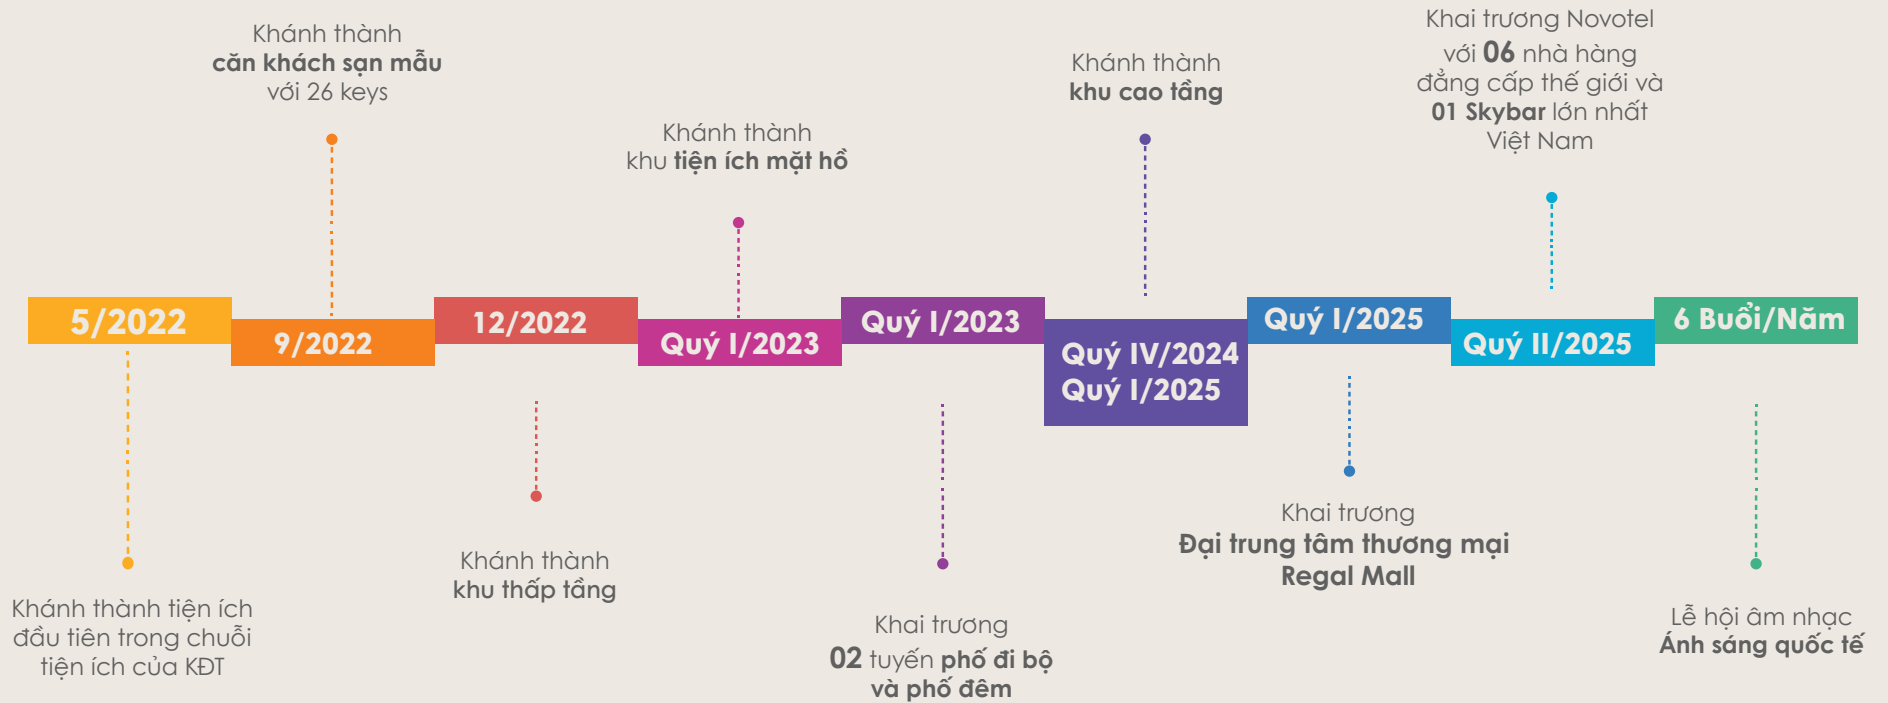 5/2022
Khánh thành tiện ích
đầu tiên trong chuỗi
tiện ích của KĐT
Khánh thành
căn khách sạn mẫu
với 26 keys
9/2022
12/2022
Khánh thành
khu thấp tầng
Khánh thành
khu tiện ích mặt hồ
Quý I/2023
Quý I/2023
Khai trương
02 tuyến phố đi bộ
và phố đêm
Khánh thành
khu cao tầng
Quý IV/2024
Quý I/2025
Quý I/2025
Khai trương
Đại trung tâm thương mại
Regal Mall
Khai trương Novotel
với 06 nhà hàng
đẳng cấp thế giới và
01 Skybar lớn nhất
Việt Nam
Quý II/2025
6 Buổi/Năm
Lễ hội âm nhạc
Ánh sáng quốc tế